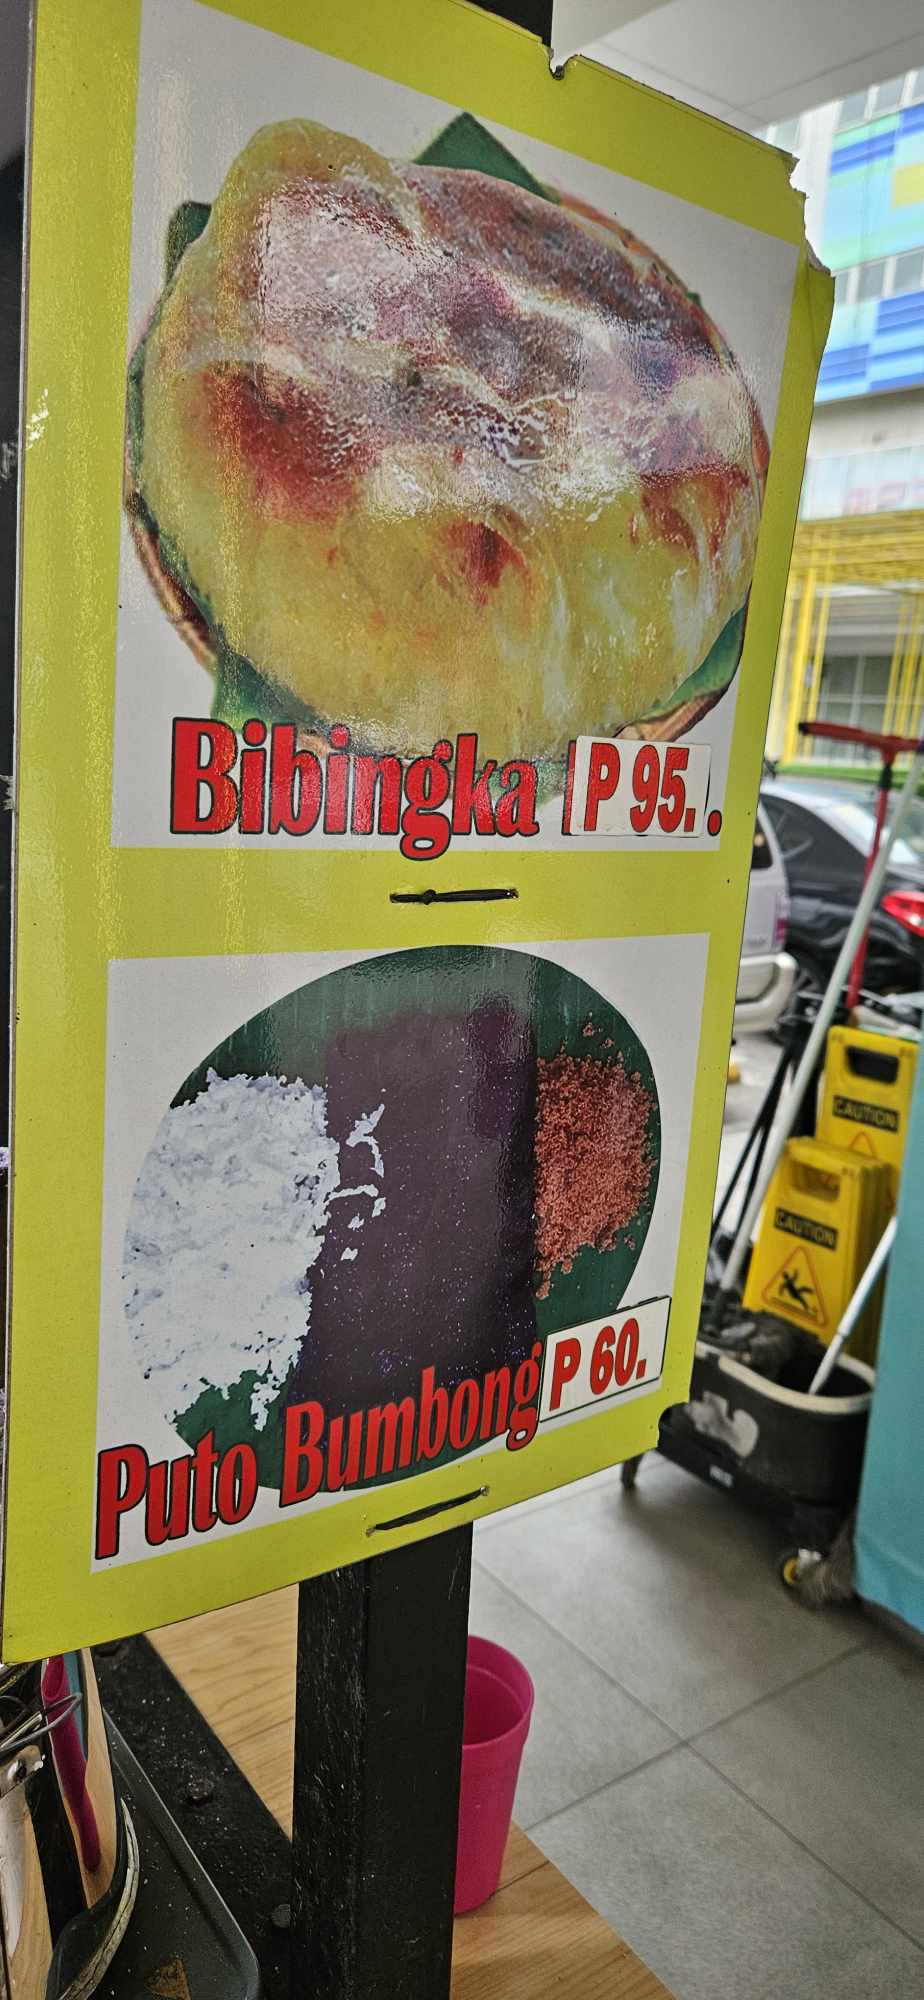 Bibingka P 95. .
Puto Bumbong P 60.
CAUTION
CAUTION